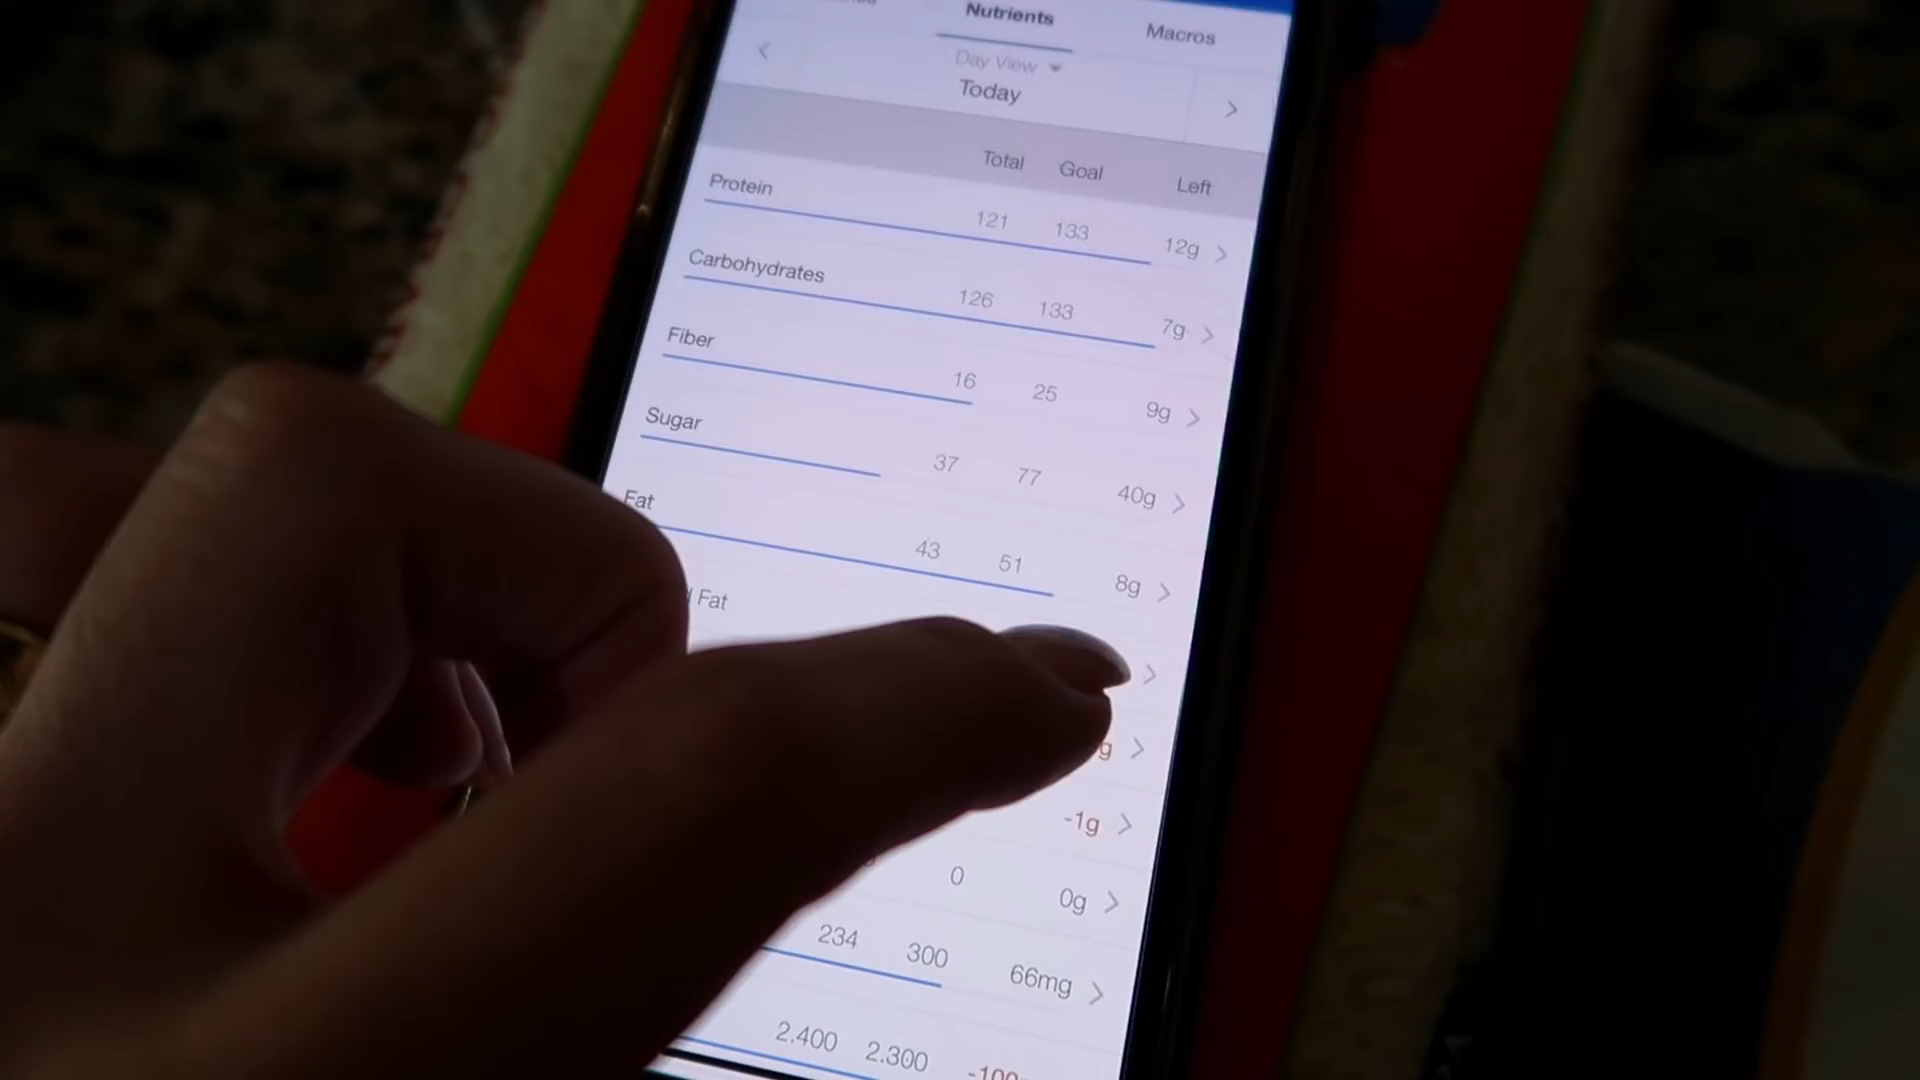 Nutrients Macros
Day View
Today
Total Goal Left
Protein
121 133 12g
Carbohydrates
126 133 7g
Fiber
16 25 9g
Sugar
37 77 40g
Fat
43 51 8g
Fat
g
-1g
0 0g
234 300 66mg
2.400 2.300 -100